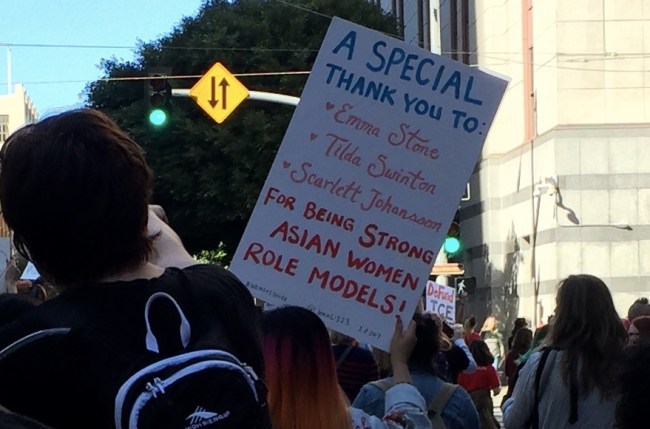 A SPECIAL
THANK YOU TO:
♥ Emma Stone
♥ Tilda Swinton
♥ Scarlett Johansson
FOR BEING STRONG
ASIAN WOMEN
ROLE MODELS!
DeFund
ICE